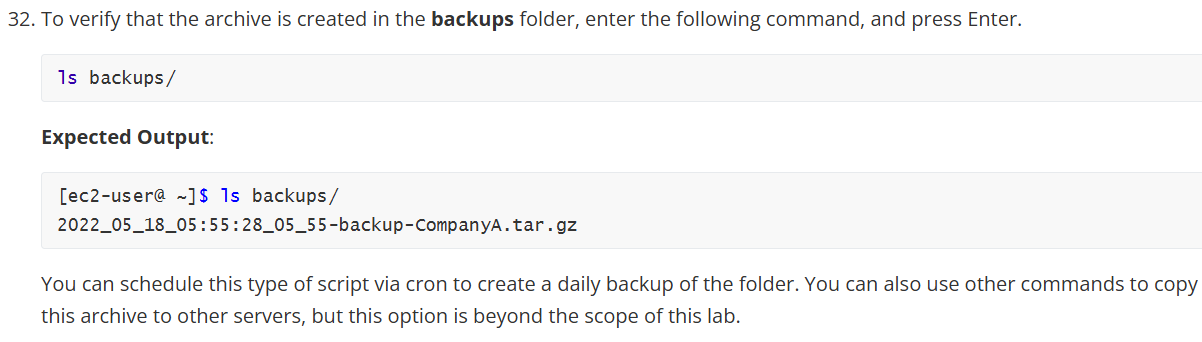 32. To verify that the archive is created in the backups folder, enter the following command, and press Enter.
ls backups/
Expected Output:
[ec2-user@ ~]$ ls backups/
2022_05_18_05:55:28_05_55-backup-CompanyA.tar.gz
You can schedule this type of script via cron to create a daily backup of the folder. You can also use other commands to copy
this archive to other servers, but this option is beyond the scope of this lab.